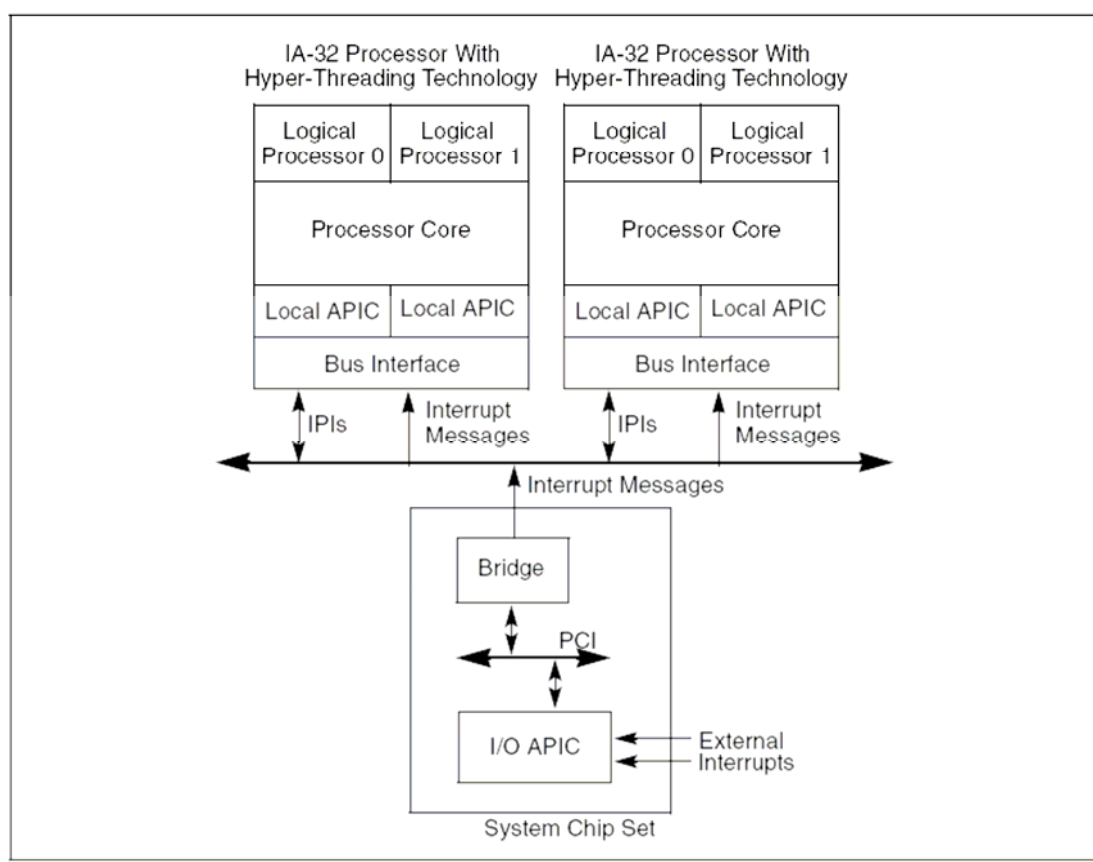 IA-32 Processor With
Hyper-Threading Technology
IA-32 Processor With
Hyper-Threading Technology
Logical
Processor 0
Logical
Processor 1
Logical
Processor 0
Logical
Processor 1
Processor Core
Processor Core
Local APIC
Local APIC
Local APIC
Local APIC
Bus Interface
Bus Interface
IPIs
Interrupt
Messages
IPIs
Interrupt
Messages
Interrupt Messages
Bridge
PCI
I/O APIC
External
Interrupts
System Chip Set